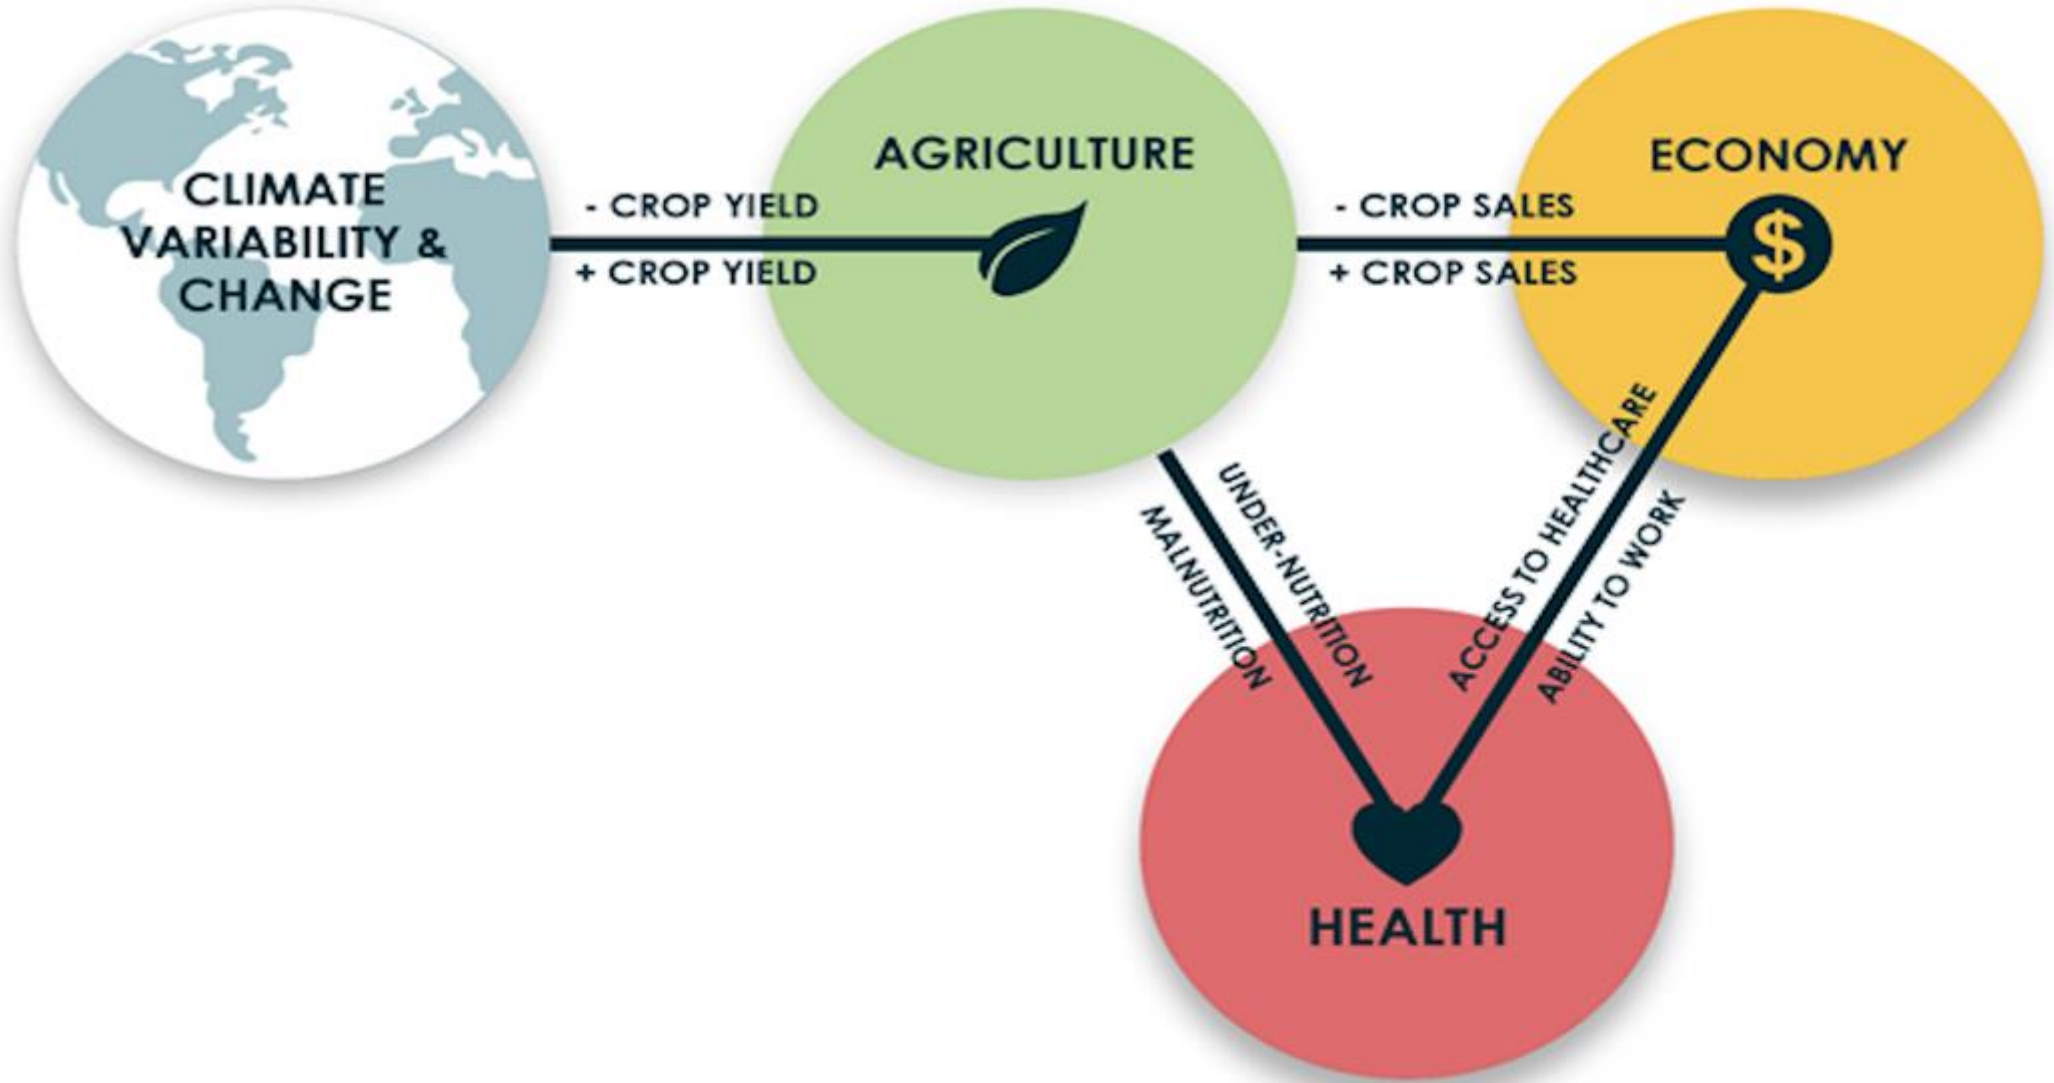 CLIMATE
VARIABILITY &
CHANGE
- CROP YIELD
+ CROP YIELD
AGRICULTURE
- CROP SALES
+ CROP SALES
ECONOMY
$
MALNUTRITION
UNDER-NUTRITION
ACCESS TO HEALTHCARE
ABILITY TO WORK
HEALTH